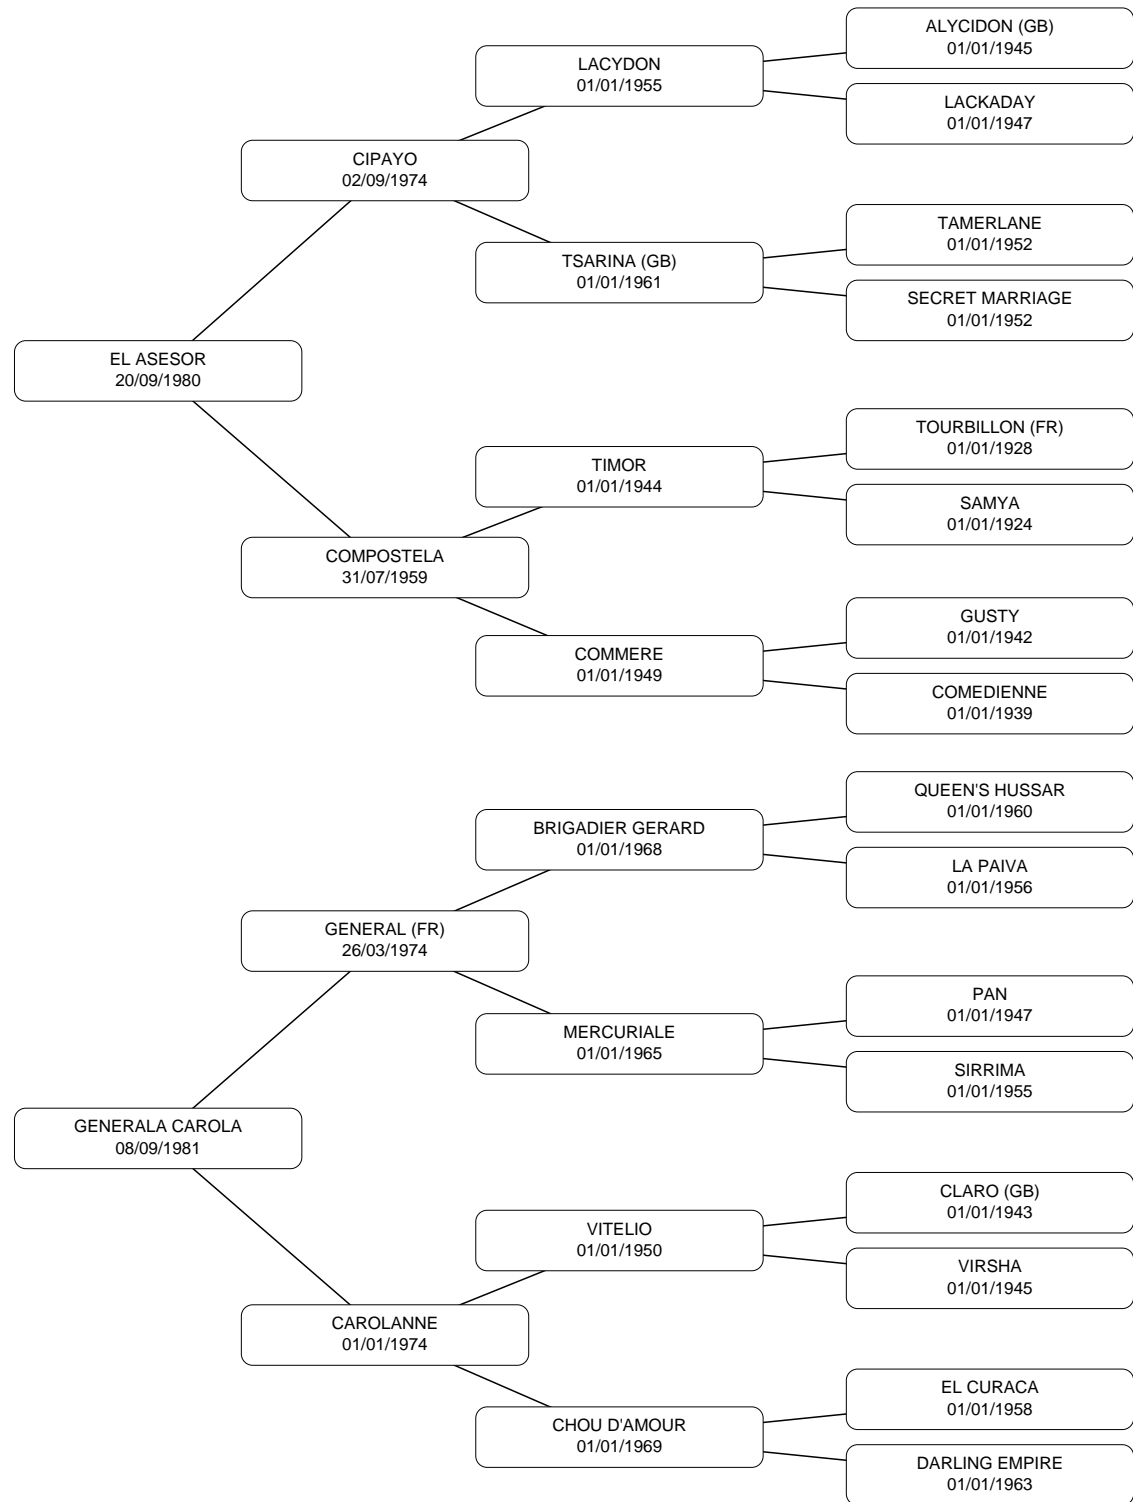 ALYCIDON (GB)
01/01/1945
LACYDON
01/01/1955
LACKADAY
01/01/1947
CIPAYO
02/09/1974
TAMERLANE
01/01/1952
TSARINA (GB)
01/01/1961
SECRET MARRIAGE
01/01/1952
EL ASESOR
20/09/1980
TOURBILLON (FR)
01/01/1928
TIMOR
01/01/1944
SAMYA
01/01/1924
COMPOSTELA
31/07/1959
GUSTY
01/01/1942
COMMERE
01/01/1949
COMEDIENNE
01/01/1939
QUEEN'S HUSSAR
01/01/1960
BRIGADIER GERARD
01/01/1968
LA PAIVA
01/01/1956
GENERAL (FR)
26/03/1974
PAN
01/01/1947
MERCURIALE
01/01/1965
SIRRIMA
01/01/1955
GENERALA CAROLA
08/09/1981
CLARO (GB)
01/01/1943
VITELIO
01/01/1950
VIRSHA
01/01/1945
CAROLANNE
01/01/1974
EL CURACA
01/01/1958
CHOU D'AMOUR
01/01/1969
DARLING EMPIRE
01/01/1963